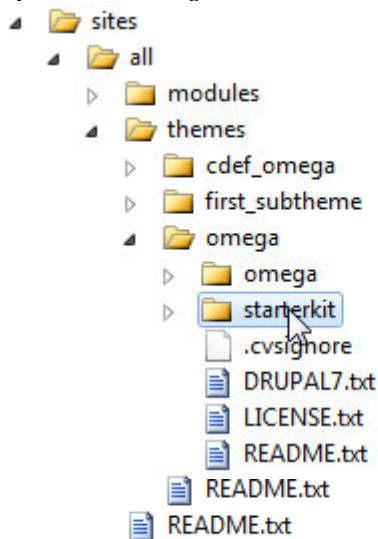 sites
all
modules
themes
cdef_omega
first_subtheme
omega
omega
starterkit
.cvsignore
DRUPAL7.txt
LICENSE.txt
README.txt
README.txt
README.txt